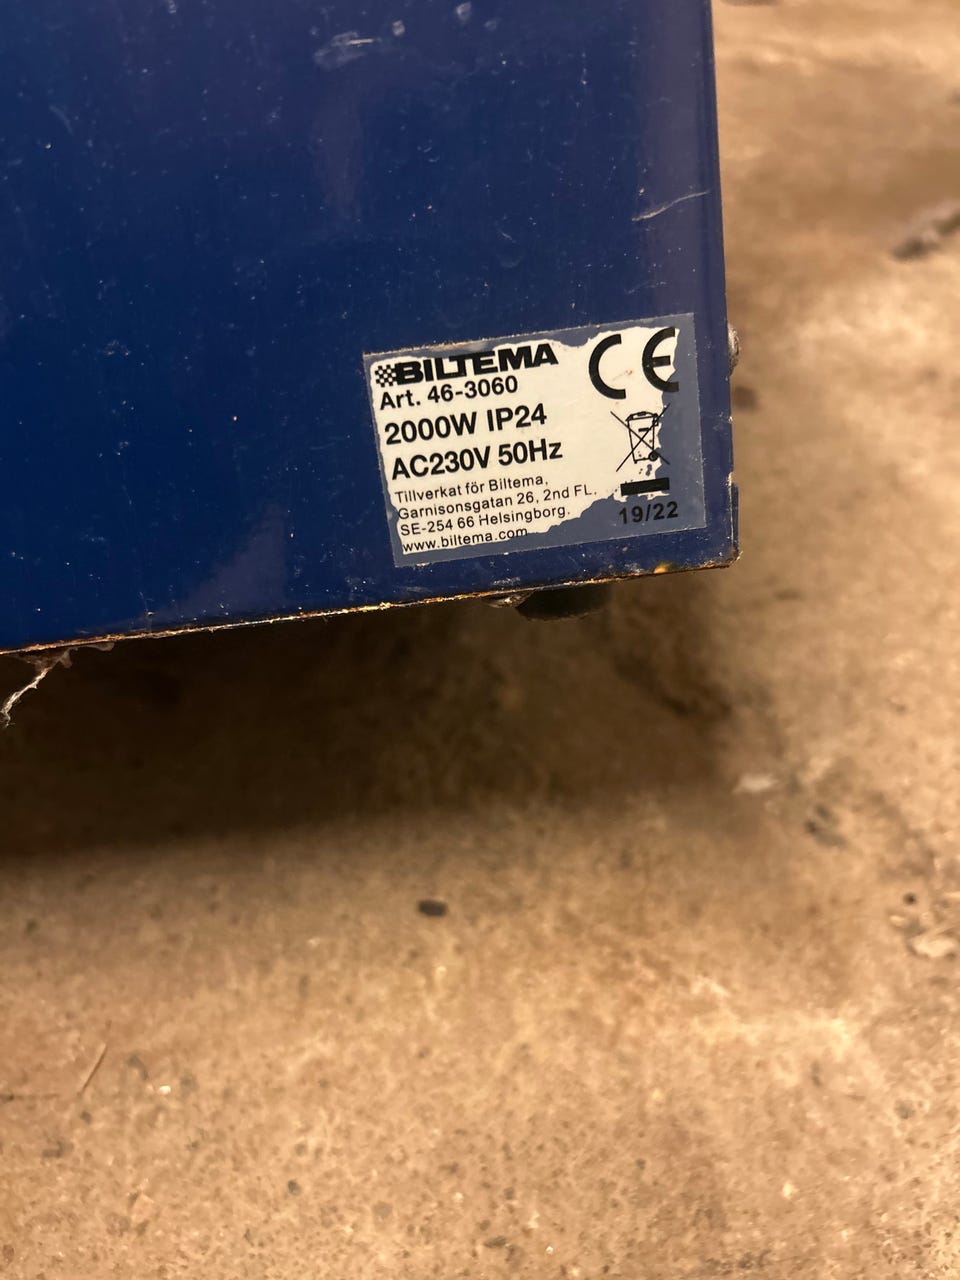 BILTEMA
Art. 46-3060
2000W IP24
AC230V 50Hz
Tillverkat för Biltema,
Garnisonsgatan 26, 2nd FL.
SE-254 66 Helsingborg.
www.biltema.com
CE
19/22